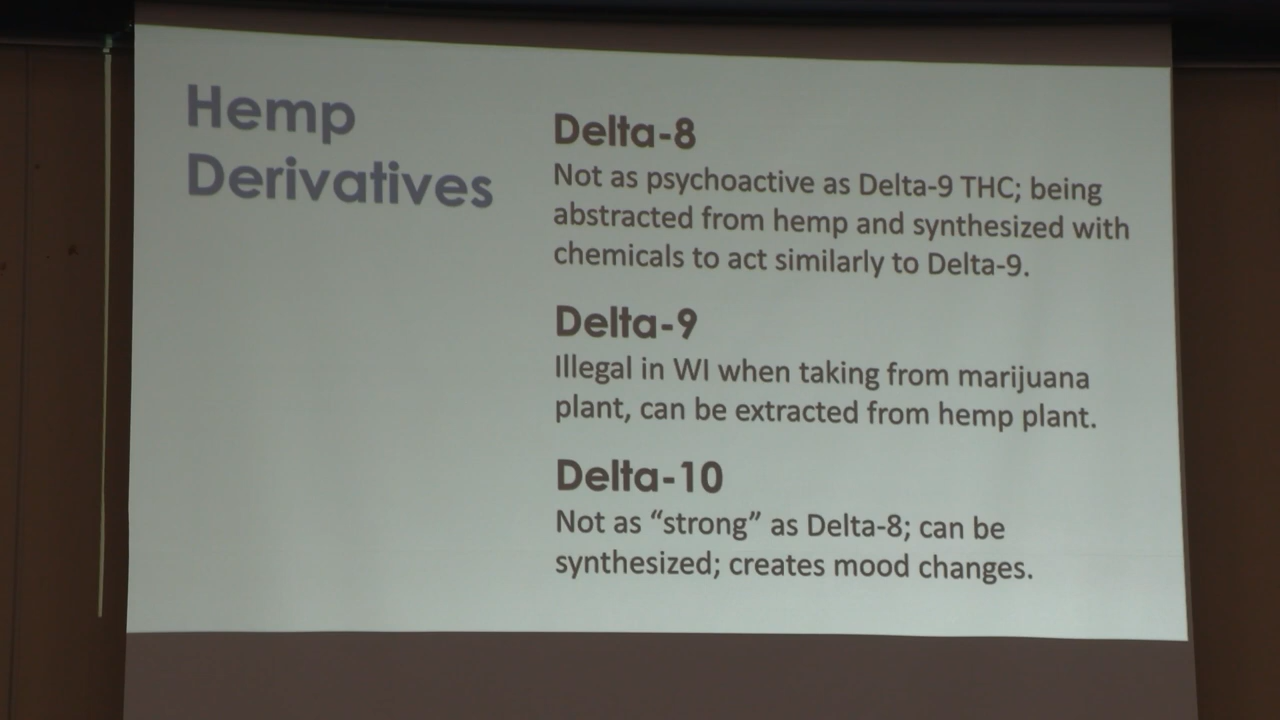 Hemp
Derivatives
Delta-8
Not as psychoactive as Delta-9 THC; being
abstracted from hemp and synthesized with
chemicals to act similarly to Delta-9.
Delta-9
Illegal in WI when taking from marijuana
plant, can be extracted from hemp plant.
Delta-10
Not as “strong” as Delta-8; can be
synthesized; creates mood changes.